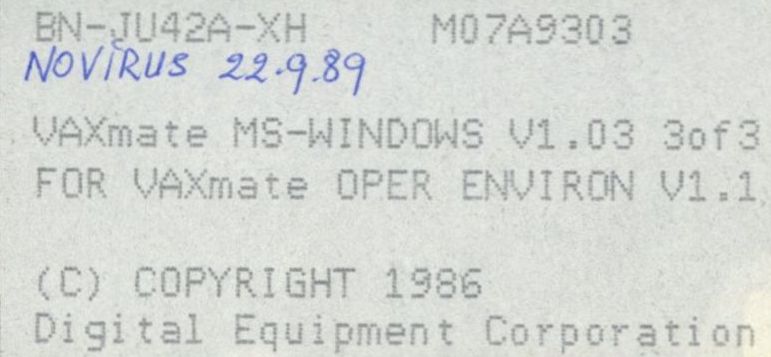 BN-JU42A-XH M07A9303
NOVIRUS 22.9.89
VAXmate MS-WINDOWS V1.03 3of3
FOR VAXmate OPER ENVIRON V1.1
(C) COPYRIGHT 1986
Digital Equipment Corporation